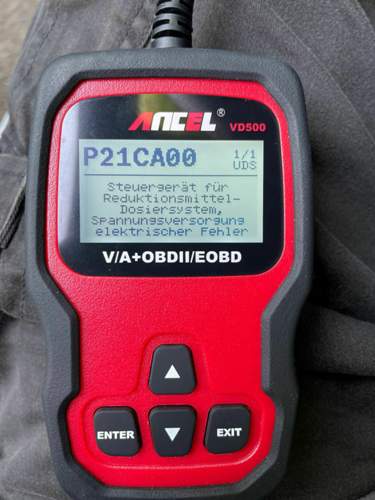 ANCEL® VD500
P21CA00 1/1
UDS
Steuergerät für
Reduktionsmittel-
Dosiersystem,
Spannungsversorgung
elektrischer Fehler
V/A+OBDII/EOBD
ENTER EXIT